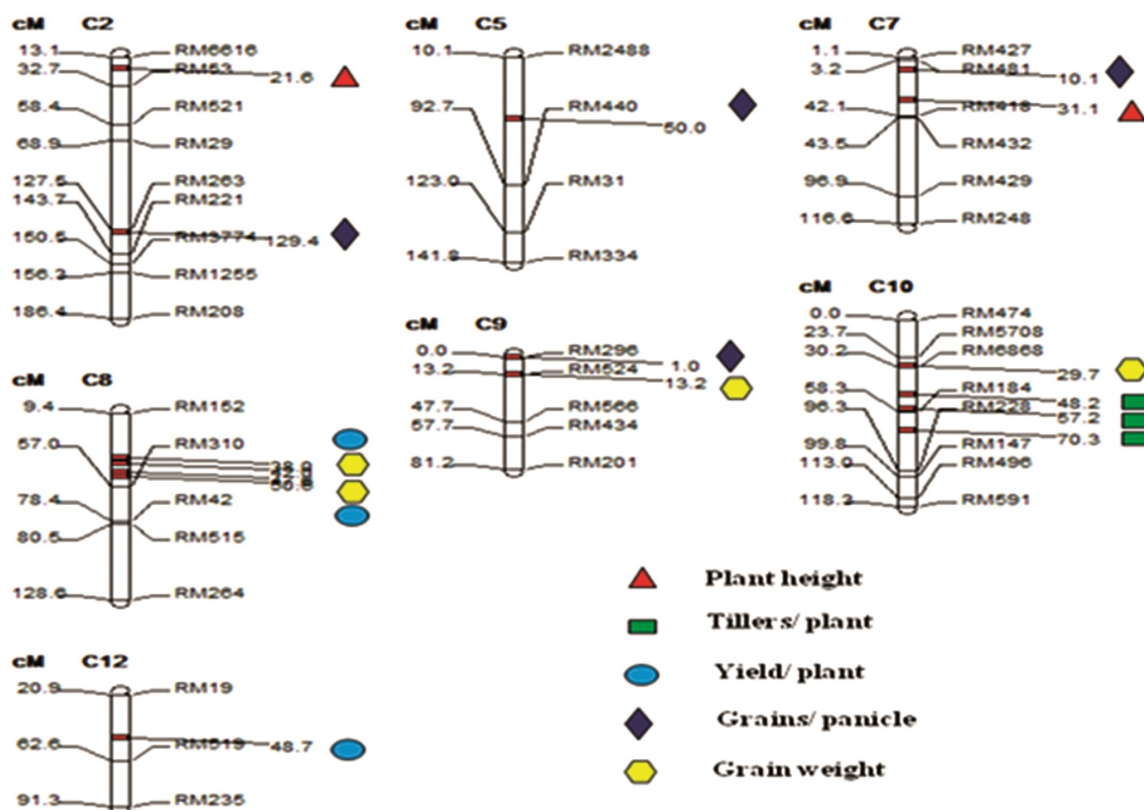 cM C2
13.1 RM6616
32.7 RM53 21.6
58.4 RM521
68.9 RM29
127.5 RM263
143.7 RM221
150.5 RM3774 129.4
156.3 RM1255
186.4 RM208
cM C5
10.1 RM2488
92.7 RM440
50.0
123.0 RM31
141.8 RM334
cM C7
1.1 RM427
3.2 RM481 10.1
42.1 RM418 31.1
43.5 RM432
96.9 RM429
116.6 RM248
cM C8
9.4 RM152
57.0 RM310
78.4 RM42
80.5 RM515
128.6 RM264
cM C9
0.0 RM296 1.0
13.2 RM524 13.2
47.7 RM566
57.7 RM434
81.2 RM201
cM C10
0.0 RM474
23.7 RM5708
30.2 RM6868
29.7
58.3 RM184 48.2
96.3 RM228 57.2
70.3
99.8 RM147
113.0 RM496
118.3 RM591
cM C12
20.9 RM19
62.6 RM519 48.7
91.3 RM235
Plant height
Tillers/ plant
Yield/ plant
Grains/ panicle
Grain weight